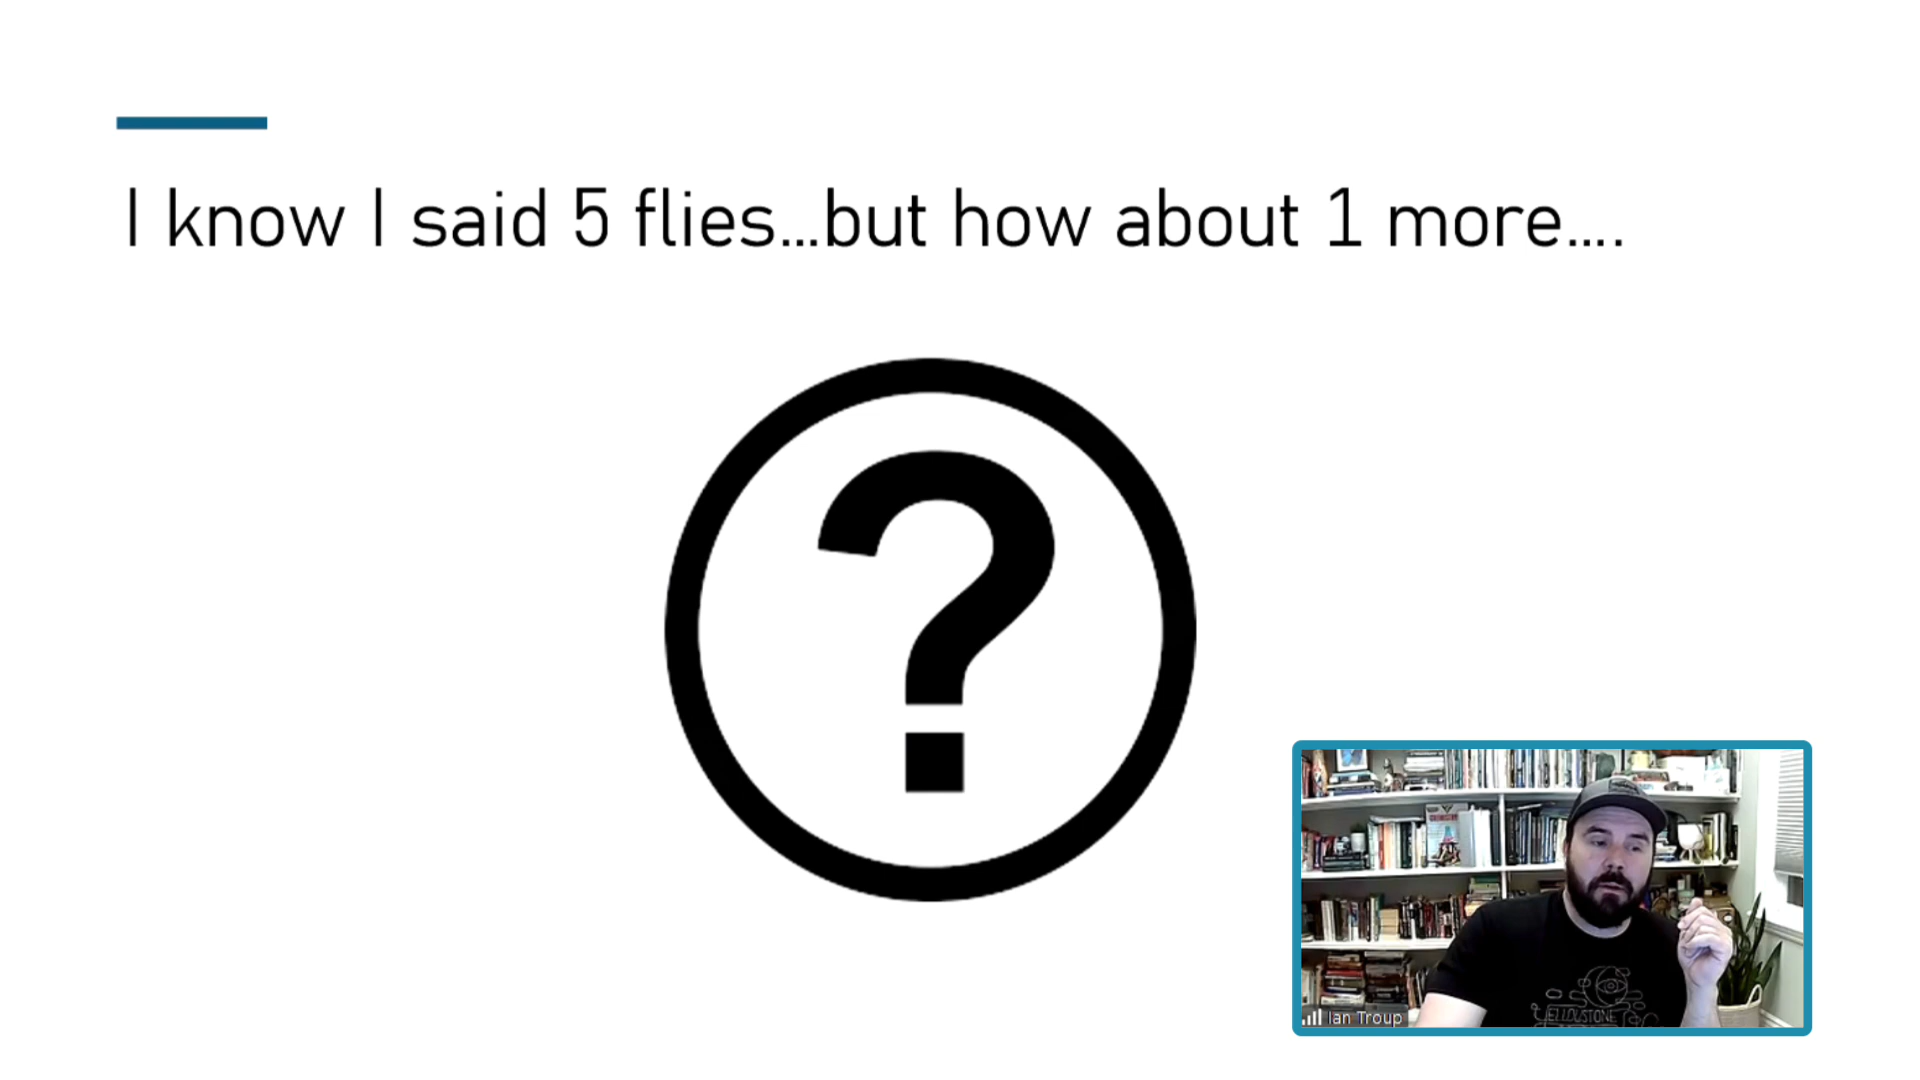 I know I said 5 flies...but how about 1 more....
?
Ian Troup